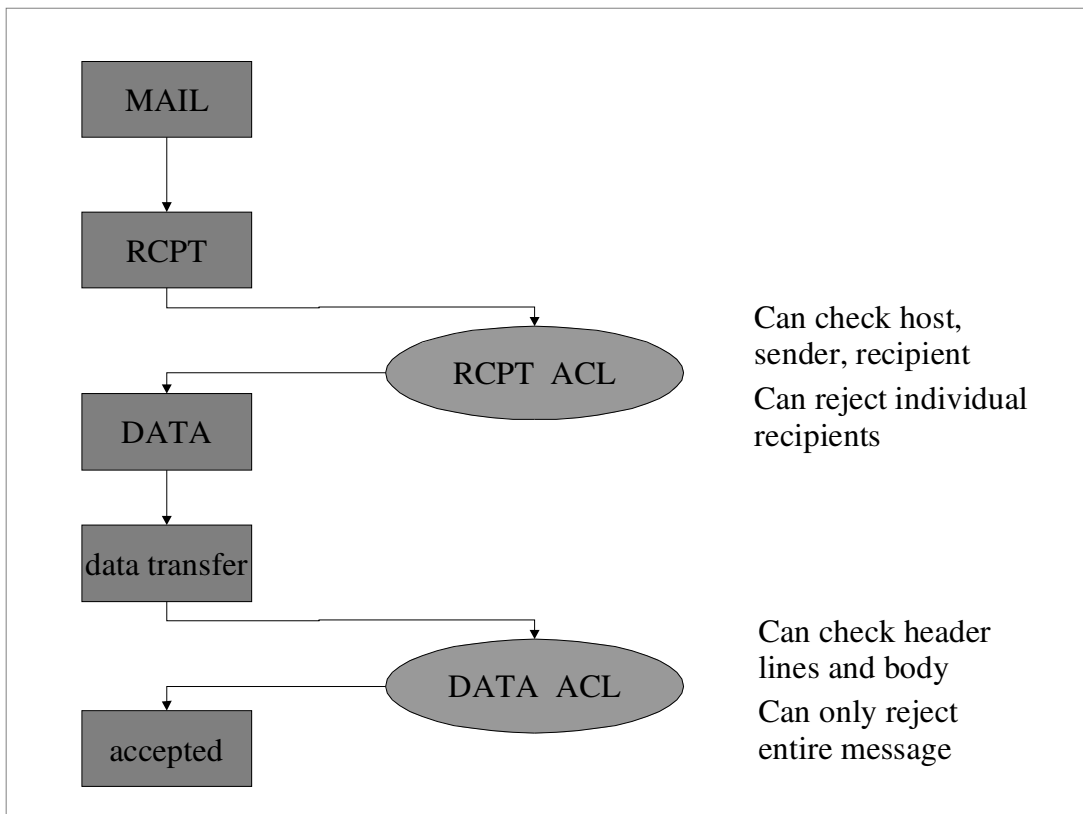 MAIL
RCPT
RCPT ACL
Can check host,
sender, recipient
Can reject individual
recipients
DATA
data transfer
DATA ACL
Can check header
lines and body
Can only reject
entire message
accepted